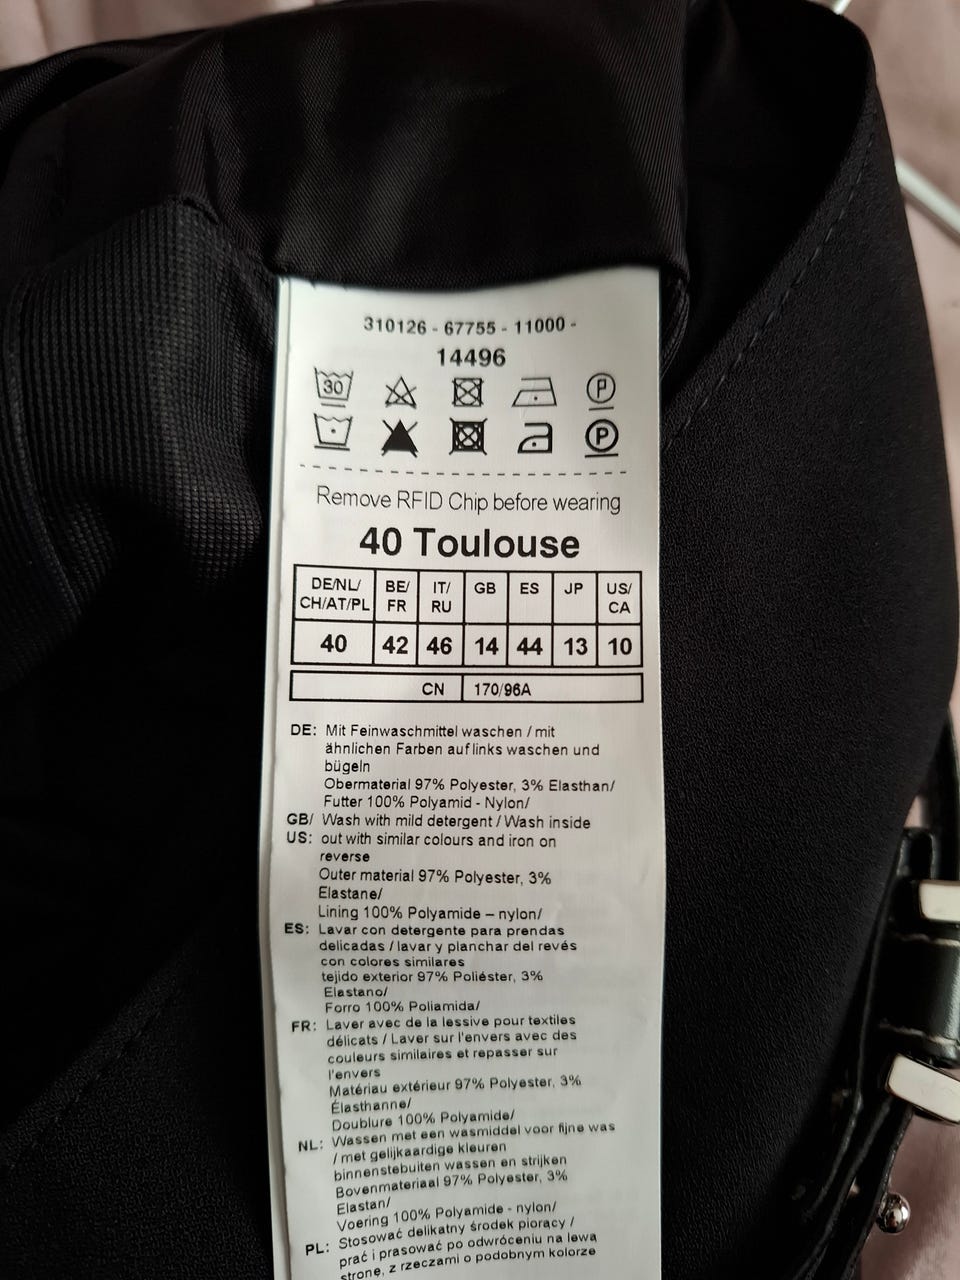 310126 - 67755 - 11000 -
14496
30 P
P
Remove RFID Chip before wearing
40 Toulouse
DE/NL/ CH/AT/PL BE/ FR IT/ RU GB ES JP US/ CA
40 42 46 14 44 13 10
CN 170/96A
DE: Mit Feinwaschmittel waschen / mit
ähnlichen Farben auf links waschen und
bügeln
Obermaterial 97% Polyester, 3% Elasthan/
Futter 100% Polyamid - Nylon/
GB/ Wash with mild detergent / Wash inside
US: out with similar colours and iron on
reverse
Outer material 97% Polyester, 3%
Elastane/
Lining 100% Polyamide – nylon/
ES: Lavar con detergente para prendas
delicadas / lavar y planchar del revés
con colores similares
tejido exterior 97% Poliéster, 3%
Elastano/
Forro 100% Poliamida/
FR: Laver avec de la lessive pour textiles
délicats / Laver sur l'envers avec des
couleurs similaires et repasser sur
l'envers
Matériau extérieur 97% Polyester, 3%
Élasthanne/
Doublure 100% Polyamide/
NL: Wassen met een wasmiddel voor fijne was
/ met gelijkaardige kleuren
binnenstebuiten wassen en strijken
Bovenmateriaal 97% Polyester, 3%
Elastan/
Voering 100% Polyamide - nylon/
PL: Stosować delikatny środek piorący /
prać i prasować po odwróceniu na lewą
stronę, z rzeczami o podobnym kolorze